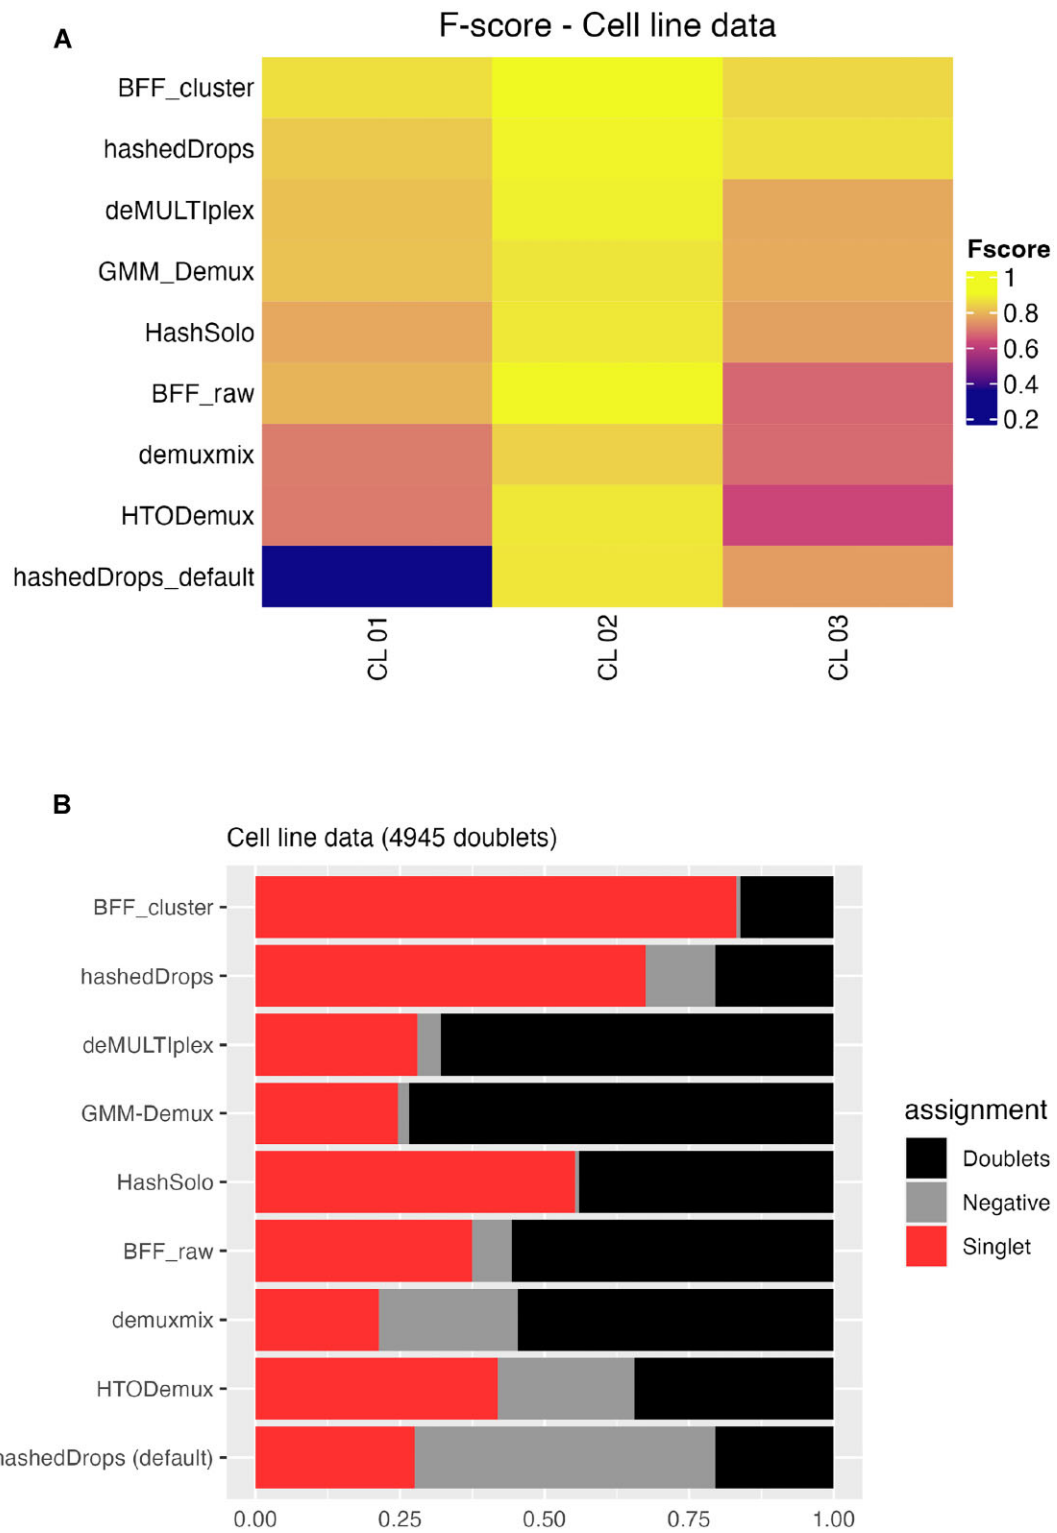 A
F-score - Cell line data
BFF_cluster
hashedDrops
deMULTIplex
GMM_Demux
HashSolo
BFF_raw
demuxmix
HTODemux
hashedDrops_default
CL 01
CL 02
CL 03
Fscore
1
0.8
0.6
0.4
0.2
B
Cell line data (4945 doublets)
BFF_cluster
hashedDrops
deMULTIplex
GMM-Demux
HashSolo
BFF_raw
demuxmix
HTODemux
hashedDrops (default)
0.00
0.25
0.50
0.75
1.00
assignment
Doublets
Negative
Singlet